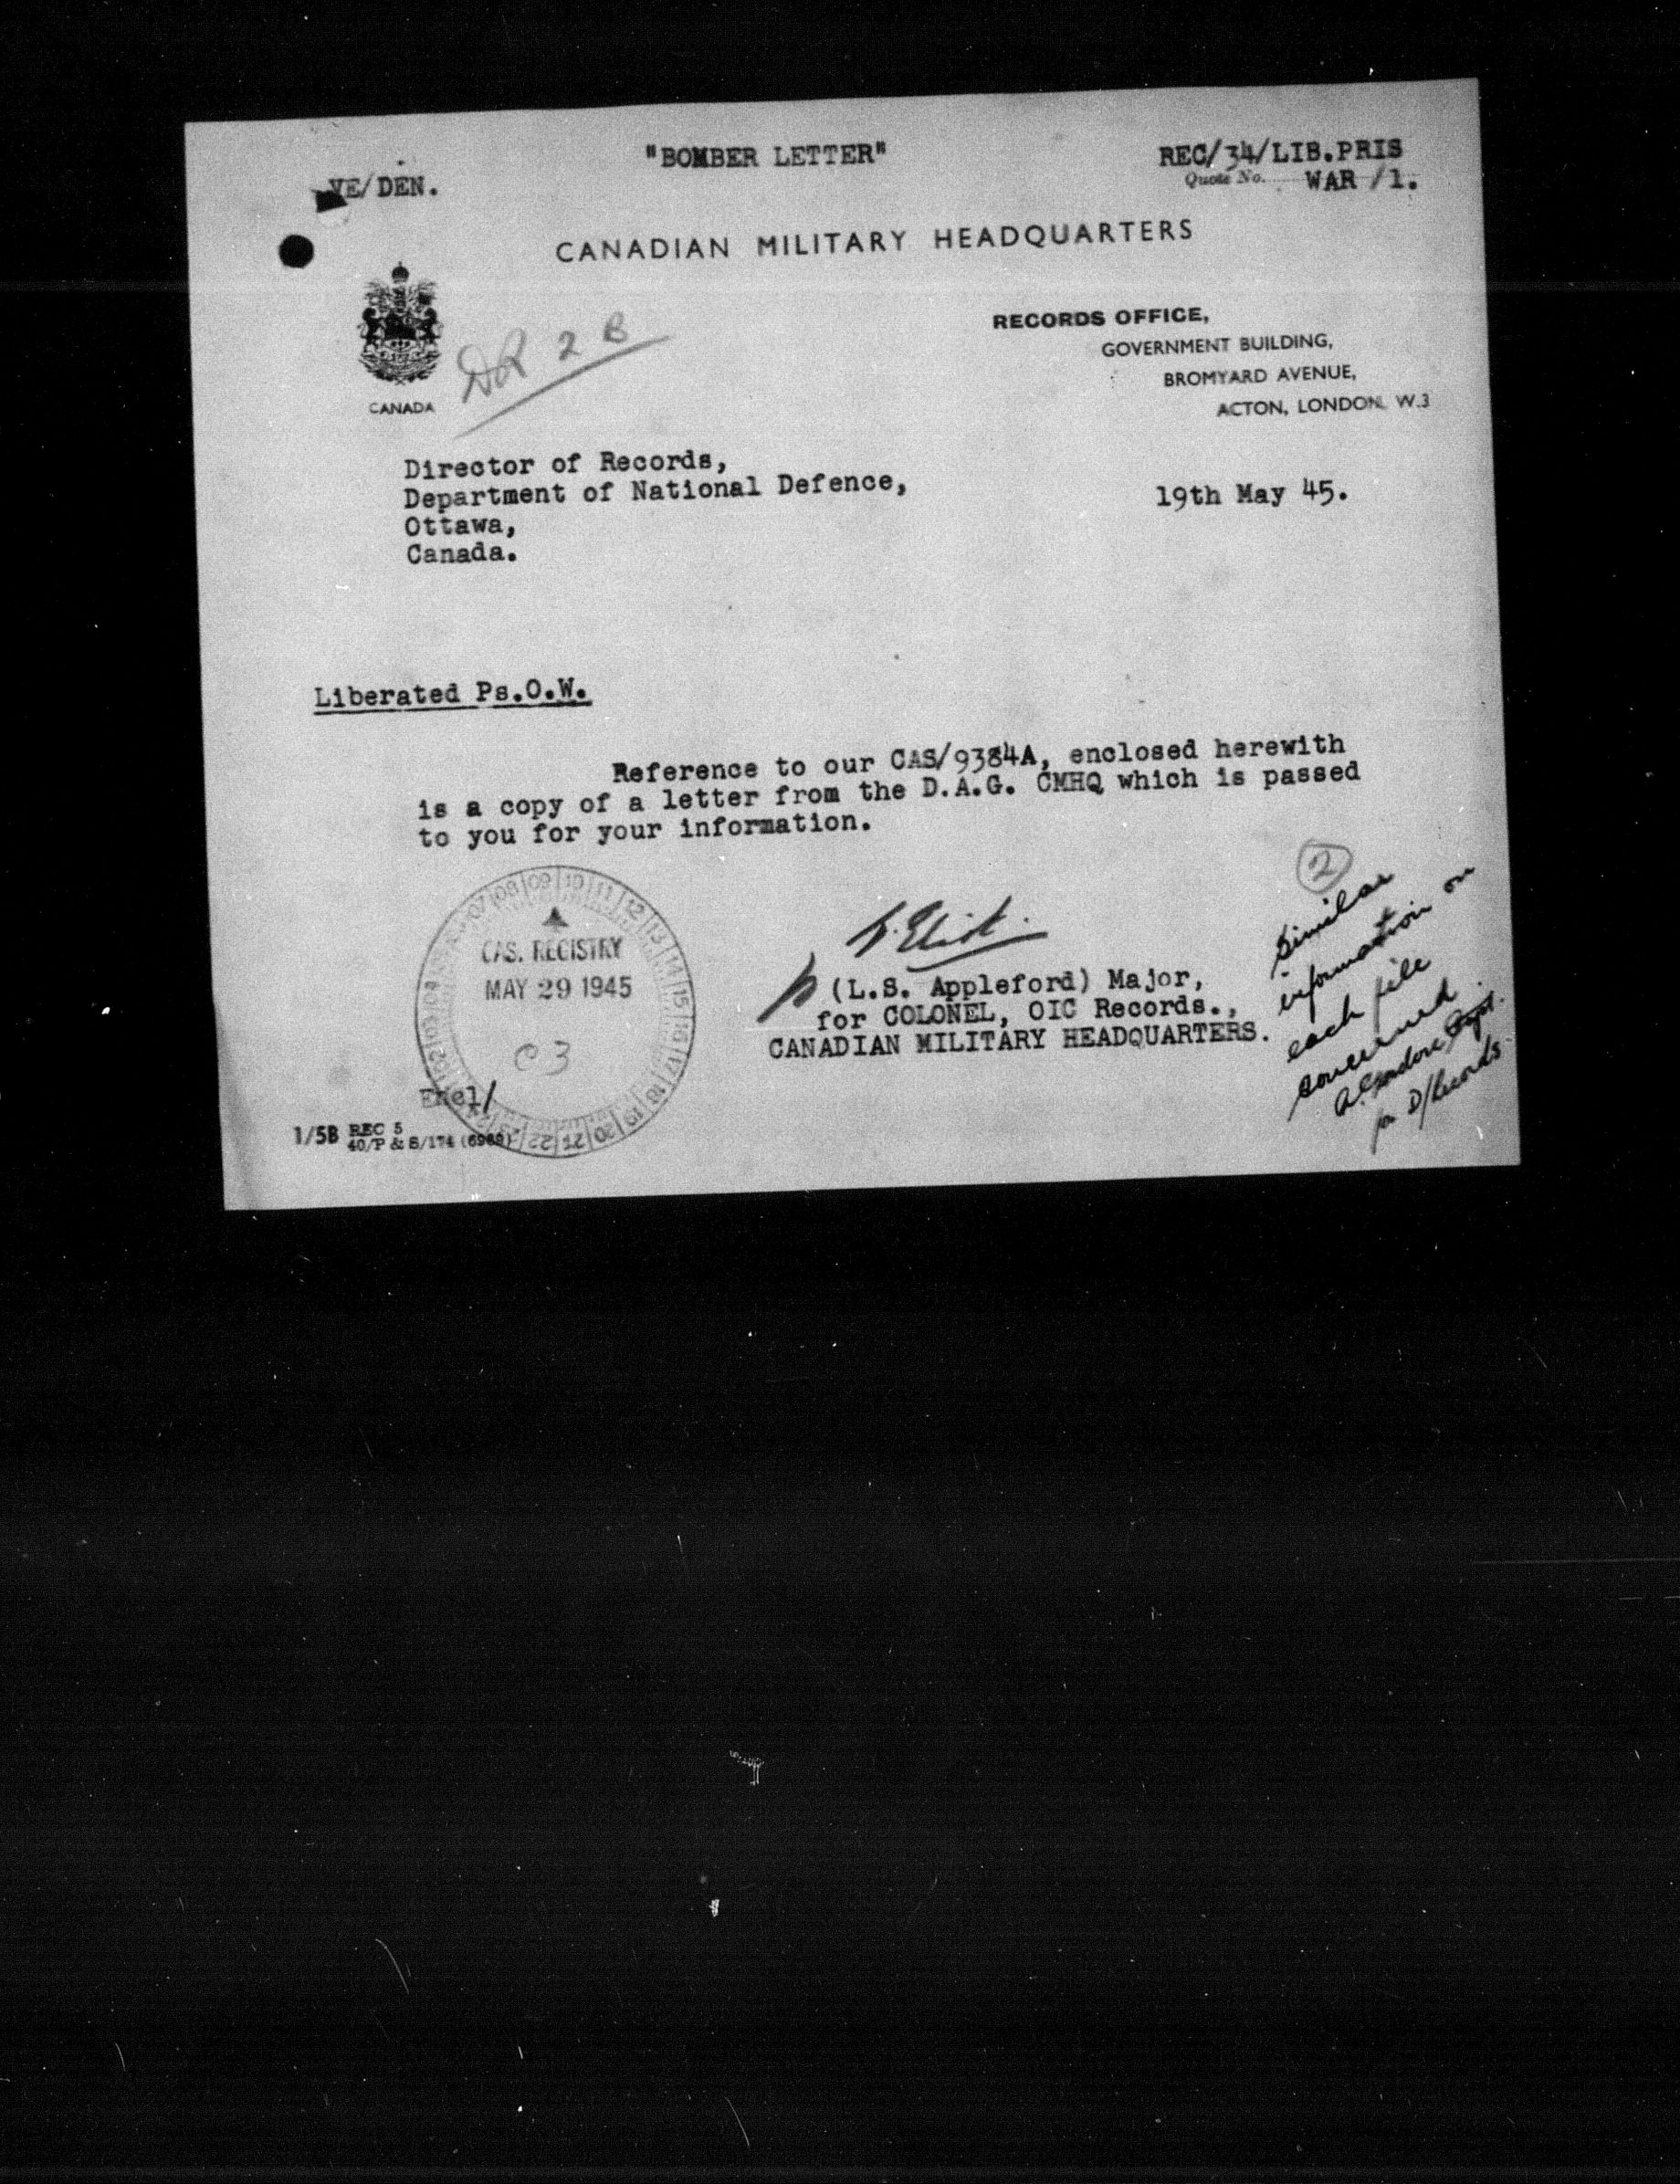 "BOMBER LETTER"
REC/34/LIB.PRIS
Quote No. WAR /1.
VE/DEN.
CANADIAN MILITARY HEADQUARTERS
CANADA
DR 2 B
RECORDS OFFICE,
GOVERNMENT BUILDING,
BROMYARD AVENUE,
ACTON, LONDON, W.3
Director of Records,
Department of National Defence,
Ottawa,
Canada.
19th May 45.
Liberated Ps.O.W.
Reference to our CAS/9384A, enclosed herewith
is a copy of a letter from the D.A.G. CMHQ which is passed
to you for your information.
CAS. REGISTRY
MAY 29 1945
C3
(L.S. Appleford) Major,
for COLONEL, OIC Records.,
CANADIAN MILITARY HEADQUARTERS.
2
Similar
information on
each file
concerned.
for D/Records
Encl/
1/5B REC 5
40/P & S/174 (6989)